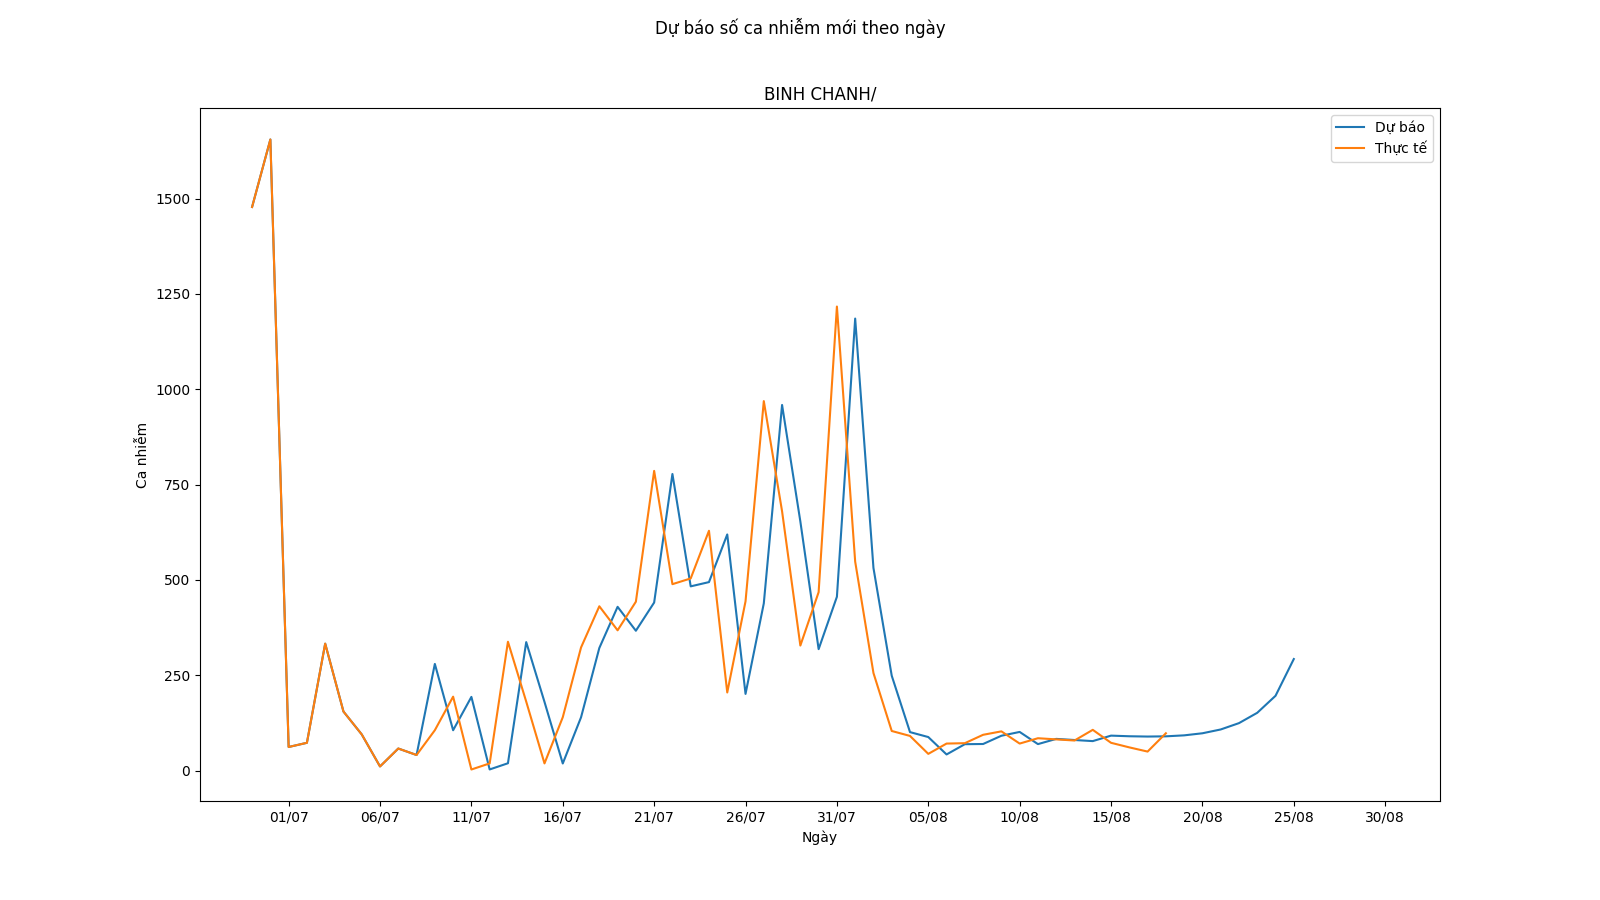 Dự báo số ca nhiễm mới theo ngày
BINH CHANH/
Dự báo
Thực tế
1500
1250
1000
750
500
250
0
Ca nhiễm
01/07 06/07 11/07 16/07 21/07 26/07 31/07 05/08 10/08 15/08 20/08 25/08 30/08
Ngày